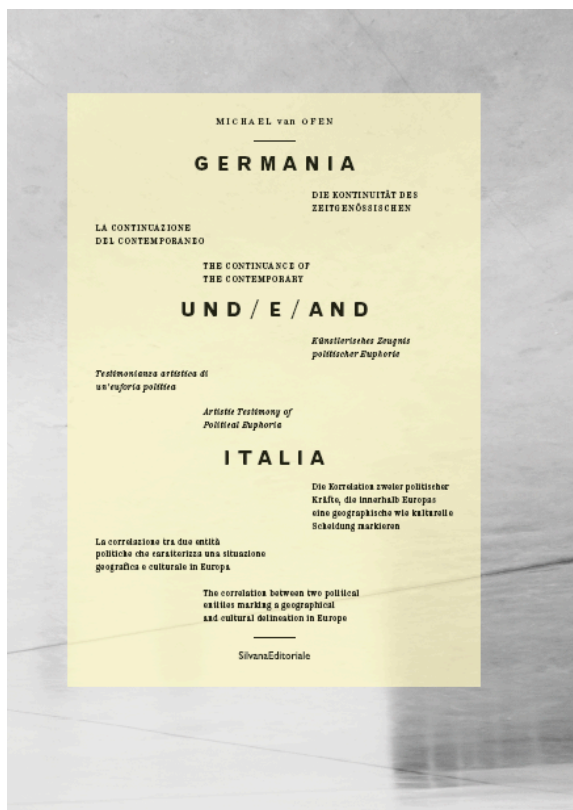 MICHAEL van OFEN
GERMANIA
DIE KONTINUITÄT DES
ZEITGENÖSSISCHEN
LA CONTINUAZIONE
DEL CONTEMPORANEO
THE CONTINUANCE OF
THE CONTEMPORARY
UND/E/AND
Künstlerisches Zeugnis
politischer Euphorie
Testimonianza artistica di
un'euforia politica
Artistic Testimony of
Political Euphoria
ITALIA
Die Korrelation zweier politischer
Kräfte, die innerhalb Europas
eine geographische wie kulturelle
Scheidung markieren
La correlazione tra due entità
politiche che caratterizza una situazione
geografica e culturale in Europa
The correlation between two political
entities marking a geographical
and cultural delineation in Europe
SilvanaEditoriale